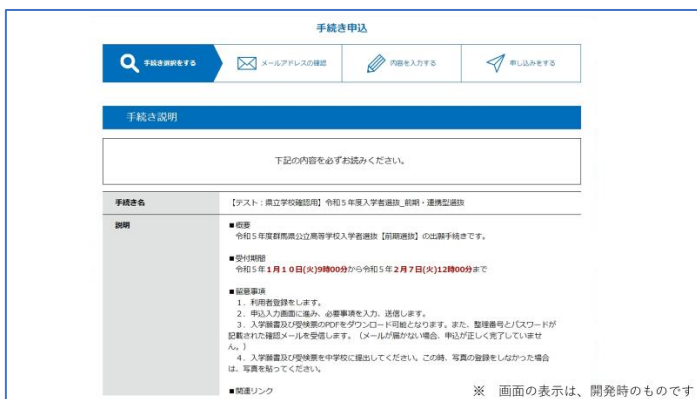 手続き申込
手続き選択をする
メールアドレスの確認
内容を入力する
申し込みをする
手続き説明
下記の内容を必ずお読みください。
手続き名
【テスト:県立学校確認用】令和5年度入学者選抜_前期・連携型選抜
説明
■概要
令和5年度群馬県公立高等学校入学者選抜【前期選抜】の出願手続きです。
■受付期間
令和5年1月10日(火)9時00分から令和5年2月7日(火)12時00分まで
■留意事項
1.利用者登録をします。
2.申込入力画面に進み、必要事項を入力、送信します。
3.入学願書及び受検票のPDFをダウンロード可能となります。また、整理番号とパスワードが
記載された確認メールを受信します。(メールが届かない場合、申込が正しく完了していませ
ん。)
4.入学願書及び受検票を中学校に提出してください。この時、写真の登録をしなかった場合
は、写真を貼ってください。
■関連リンク
※ 画面の表示は、開発時のものです